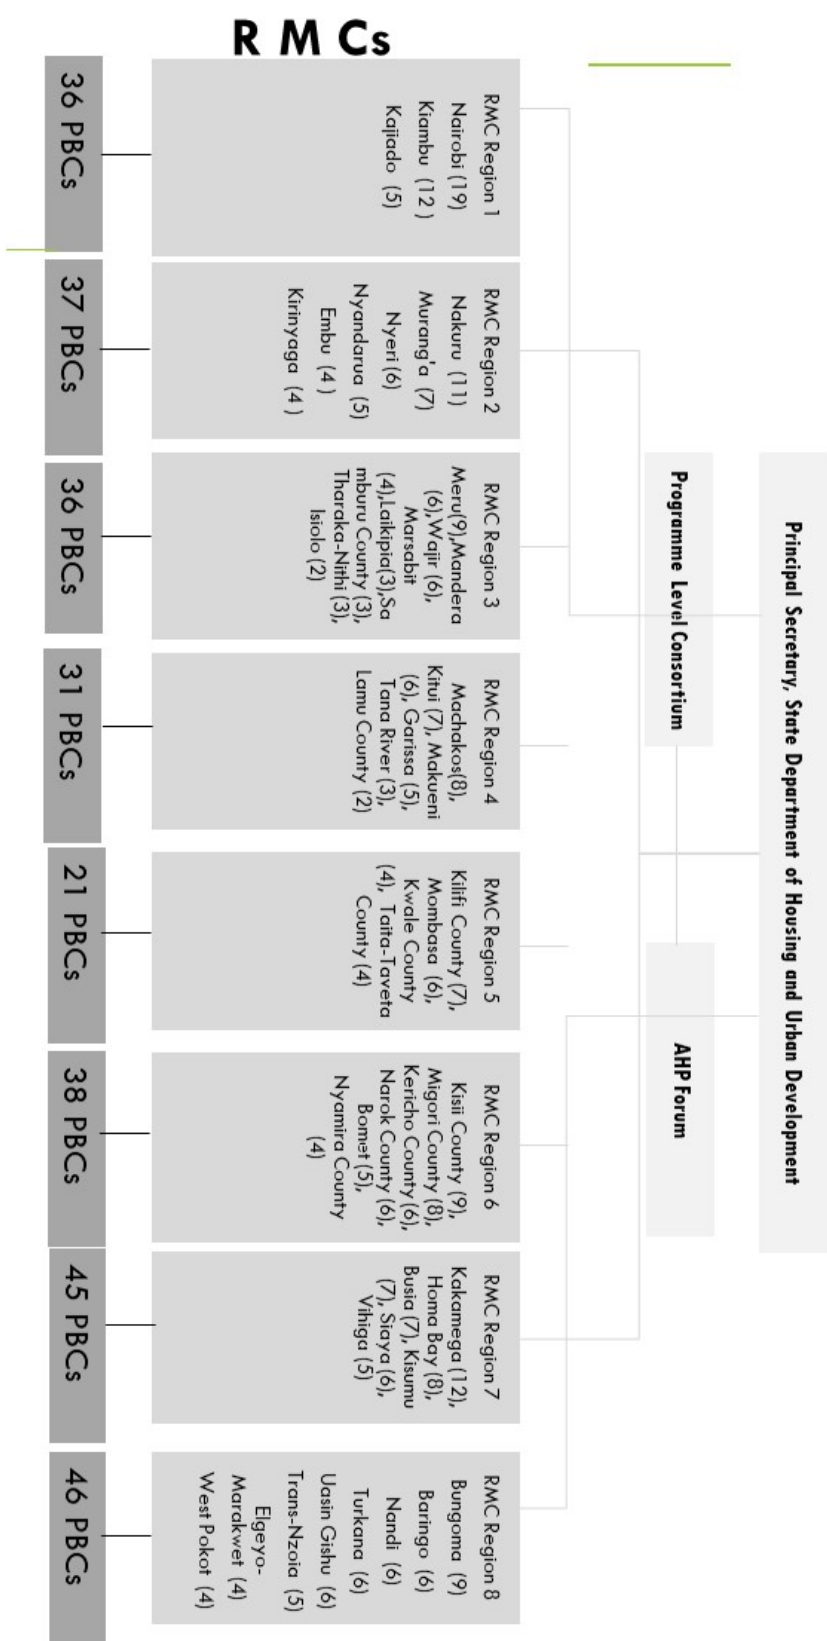 R M Cs
Principal Secretary, State Department of Housing and Urban Development
Programme Level Consortium
AHP Forum
RMC Region 1
Nairobi (19)
Kiambu (12 )
Kajiado (5)
36 PBCs
RMC Region 2
Nakuru (11)
Murang'a (7)
Nyeri (6)
Nyandarua (5)
Embu (4 )
Kirinyaga (4 )
37 PBCs
RMC Region 3
Meru(9),Mandera
(6),Wajir (6),
Marsabit
(4),Laikipia(3),Sa
mburu County (3),
Tharaka-Nithi (3),
Isiolo (2)
36 PBCs
RMC Region 4
Machakos(8),
Kitui (7), Makueni
(6), Garissa (5),
Tana River (3),
Lamu County (2)
31 PBCs
RMC Region 5
Kilifi County (7),
Mombasa (6),
Kwale County
(4), Taita-Taveta
County (4)
21 PBCs
RMC Region 6
Kisii County (9),
Migori County (8),
Kericho County (6),
Narok County (6),
Bomet (5),
Nyamira County
(4)
38 PBCs
RMC Region 7
Kakamega (12),
Homa Bay (8),
Busia (7), Kisumu
(7), Siaya (6),
Vihiga (5)
45 PBCs
RMC Region 8
Bungoma (9)
Baringo (6)
Nandi (6)
Turkana (6)
Uasin Gishu (6)
Trans-Nzoia (5)
Elgeyo-
Marakwet (4)
West Pokot (4)
46 PBCs